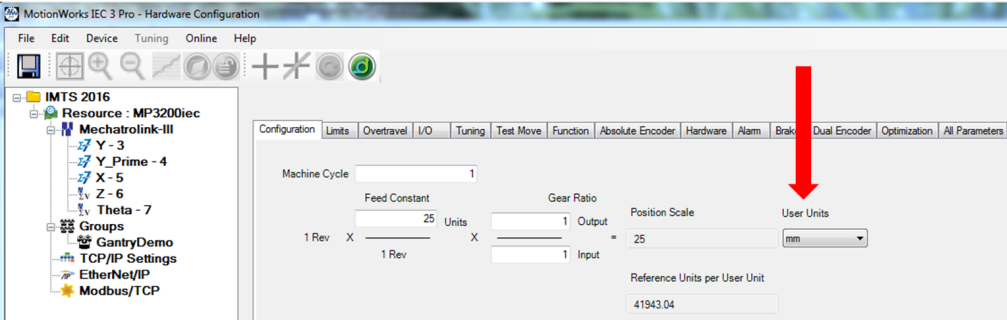 MotionWorks IEC 3 Pro - Hardware Configuration
File Edit Device Tuning Online Help
IMTS 2016
Resource : MP3200iec
Mechatrolink-III
Y - 3
Y_Prime - 4
X - 5
Z - 6
Theta - 7
Groups
GantryDemo
TCP/IP Settings
EtherNet/IP
Modbus/TCP
Configuration Limits Overtravel I/O Tuning Test Move Function Absolute Encoder Hardware Alarm Brake Dual Encoder Optimization All Parameters
Machine Cycle 1
Feed Constant Gear Ratio
25 Units 1 Output Position Scale User Units
1 Rev X X = 25 mm
1 Rev 1 Input
Reference Units per User Unit
41943.04